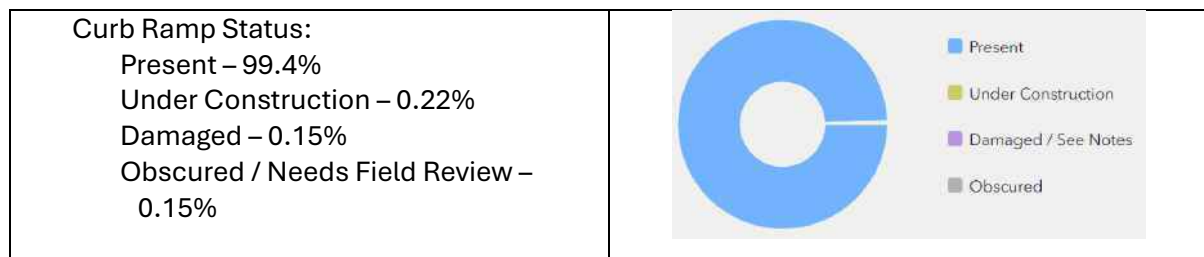 Curb Ramp Status:
Present – 99.4%
Under Construction – 0.22%
Damaged – 0.15%
Obscured / Needs Field Review –
0.15%
Present
Under Construction
Damaged / See Notes
Obscured